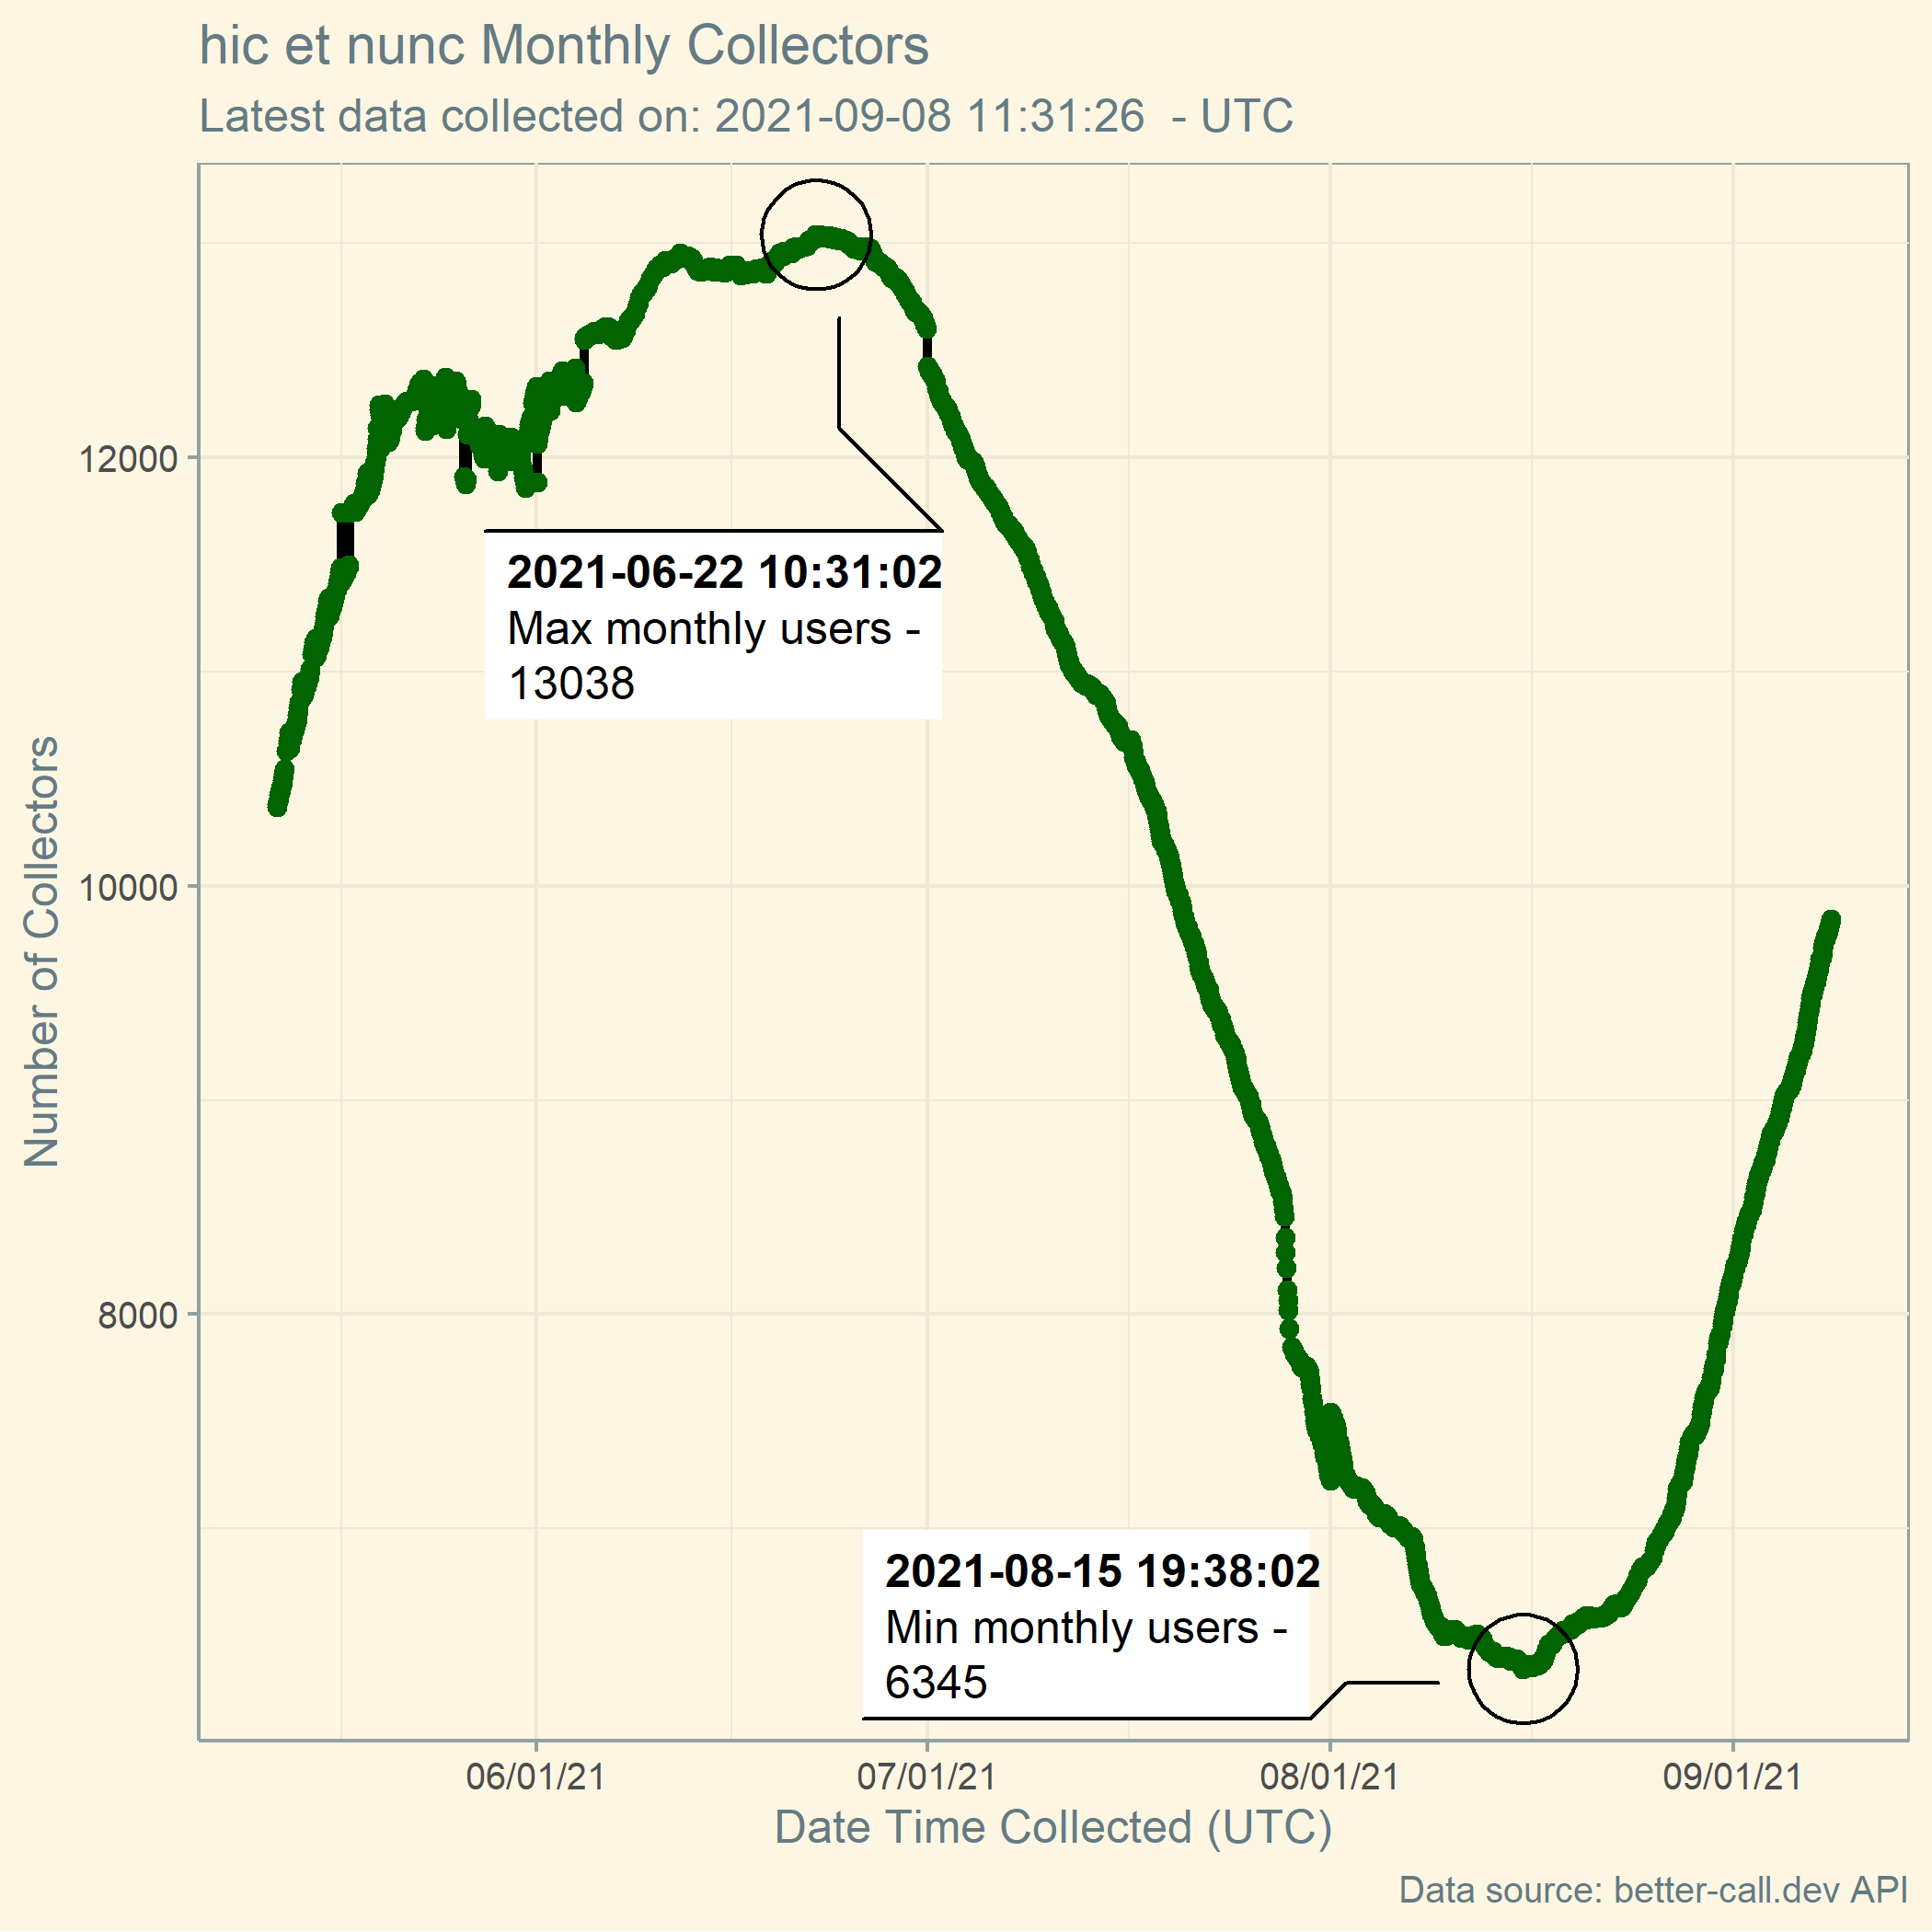 hic et nunc Monthly Collectors
Latest data collected on: 2021-09-08 11:31:26  - UTC
Number of Collectors
12000
10000
8000
2021-06-22 10:31:02
Max monthly users -
13038
2021-08-15 19:38:02
Min monthly users -
6345
06/01/21
07/01/21
08/01/21
09/01/21
Date Time Collected (UTC)
Data source: better-call.dev API